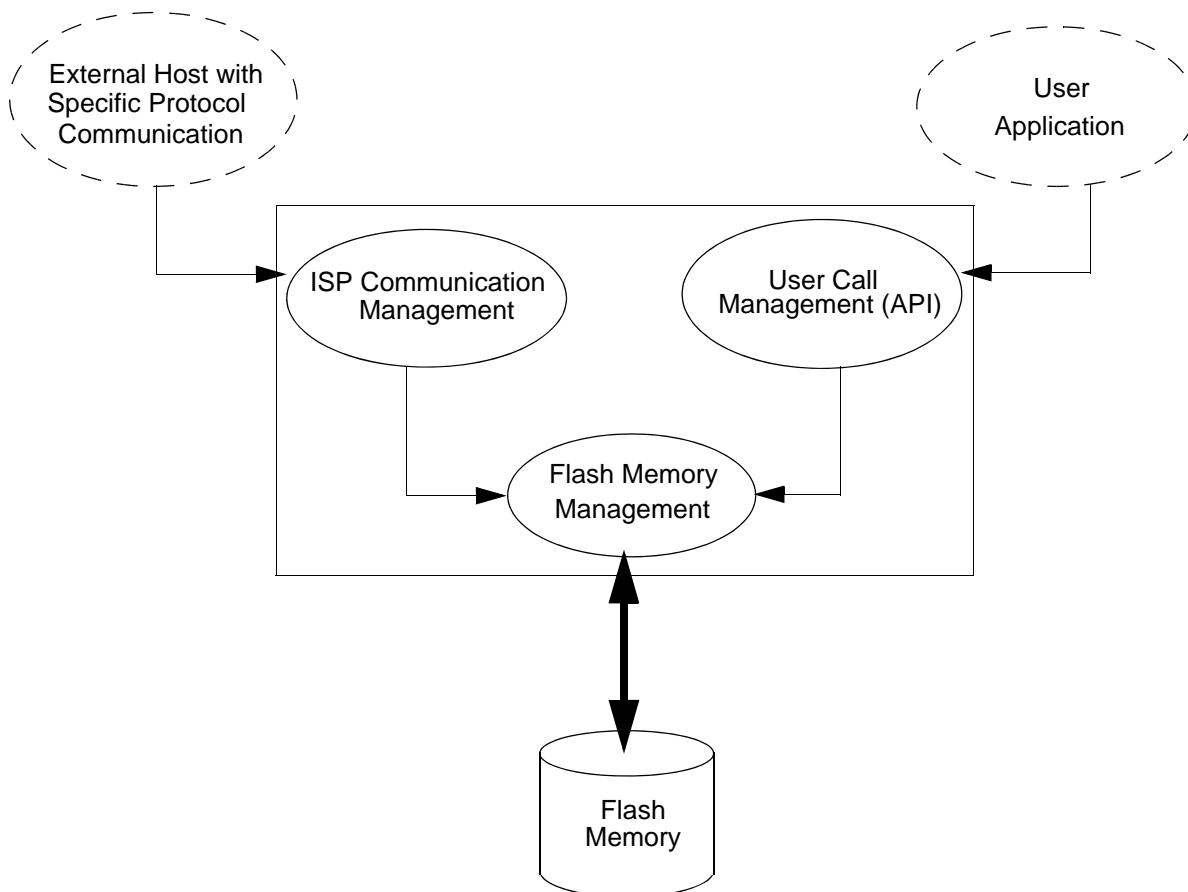 External Host with
Specific Protocol
Communication
User
Application
ISP Communication
Management
User Call
Management (API)
Flash Memory
Management
Flash
Memory